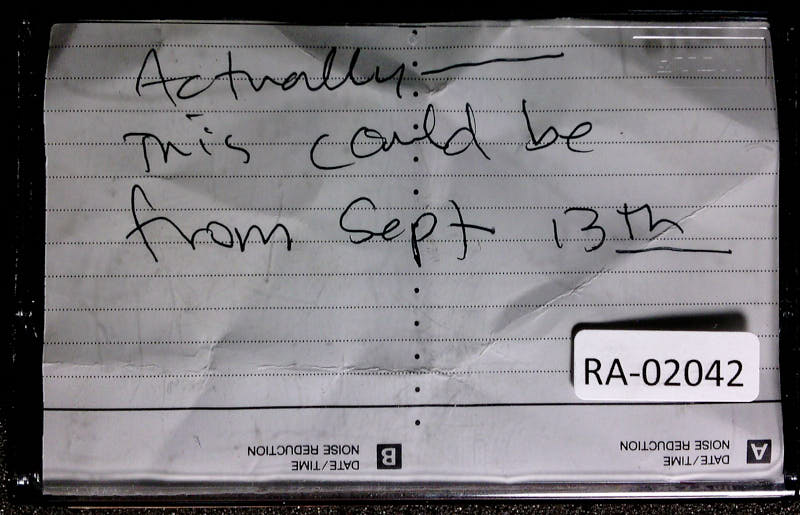 Actually —
This could be
from Sept 13th
RA-02042
B DATE/TIME
NOISE REDUCTION
A DATE/TIME
NOISE REDUCTION